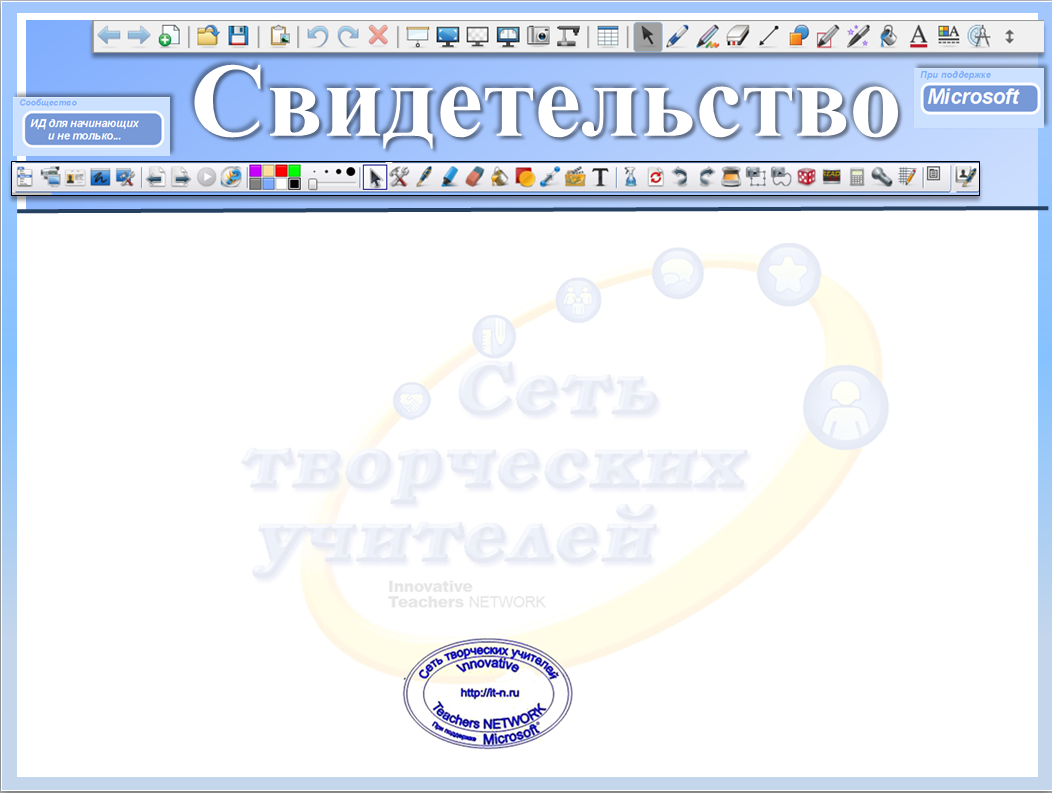 Свидетельство
Сообщество
ИД для начинающих
и не только...
При поддержке
Microsoft
Сеть
творческих
учителей
Innovative
Teachers NETWORK
Сеть творческих учителей
Innovative
http://it-n.ru
Teachers NETWORK
При поддержке Microsoft